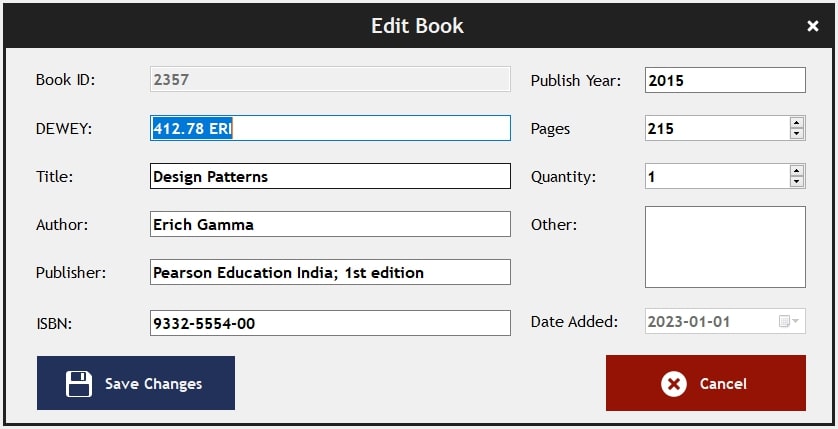 Edit Book
Book ID: 2357
Publish Year: 2015
DEWEY: 412.78 ERI
Pages 215
Title: Design Patterns
Quantity: 1
Author: Erich Gamma
Other:
Publisher: Pearson Education India; 1st edition
ISBN: 9332-5554-00
Date Added: 2023-01-01
Save Changes
Cancel